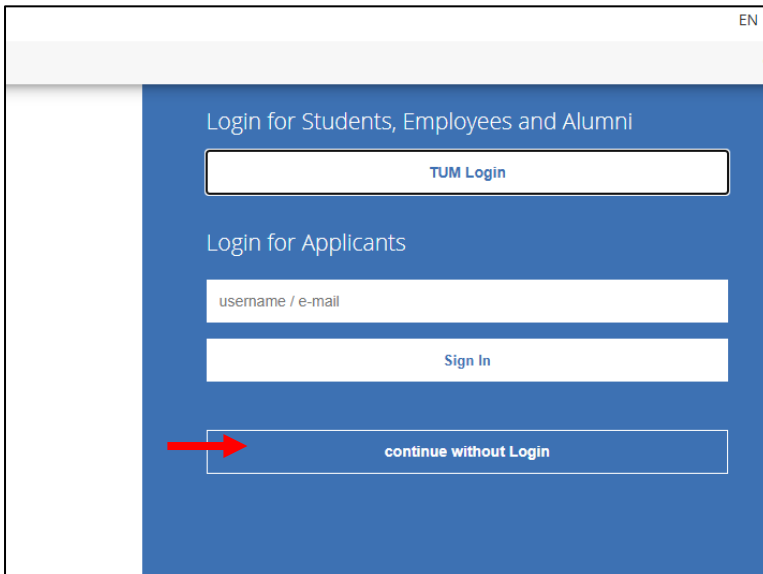 EN
Login for Students, Employees and Alumni
TUM Login
Login for Applicants
username / e-mail
Sign In
continue without Login